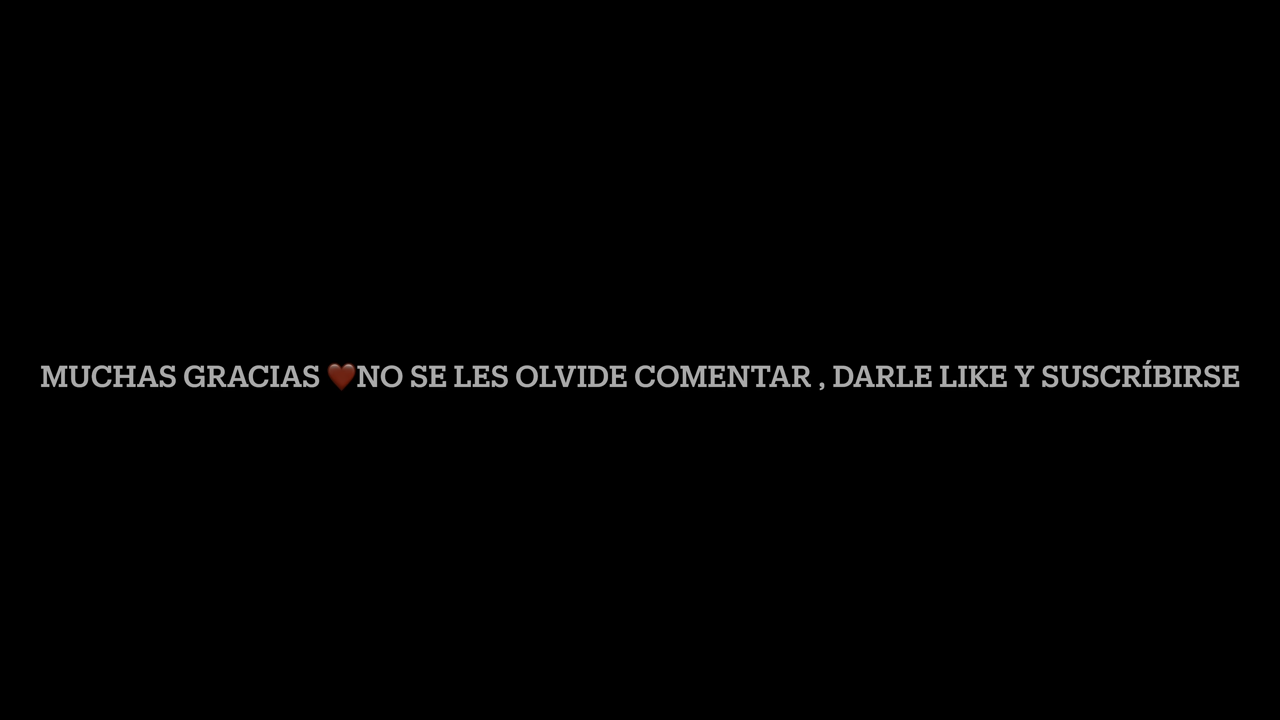 MUCHAS GRACIAS ❤️NO SE LES OLVIDE COMENTAR , DARLE LIKE Y SUSCRÍBIRSE